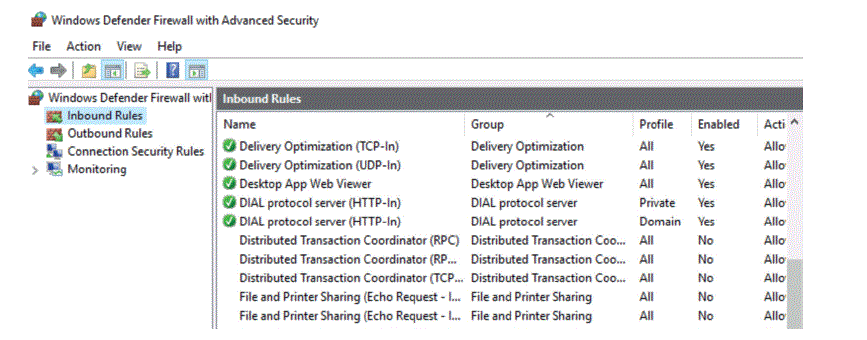 Windows Defender Firewall with Advanced Security
File Action View Help
Windows Defender Firewall witl
Inbound Rules
Outbound Rules
Connection Security Rules
Monitoring
Inbound Rules
Name Group Profile Enabled Acti
Delivery Optimization (TCP-In) Delivery Optimization All Yes Allo
Delivery Optimization (UDP-In) Delivery Optimization All Yes Allo
Desktop App Web Viewer Desktop App Web Viewer All Yes Allo
DIAL protocol server (HTTP-In) DIAL protocol server Private Yes Allo
DIAL protocol server (HTTP-In) DIAL protocol server Domain Yes Allo
Distributed Transaction Coordinator (RPC) Distributed Transaction Coo... All No Allo
Distributed Transaction Coordinator (RP... Distributed Transaction Coo... All No Allo
Distributed Transaction Coordinator (TCP... Distributed Transaction Coo... All No Allo
File and Printer Sharing (Echo Request - I... File and Printer Sharing All No Allo
File and Printer Sharing (Echo Request - I... File and Printer Sharing All No Allo